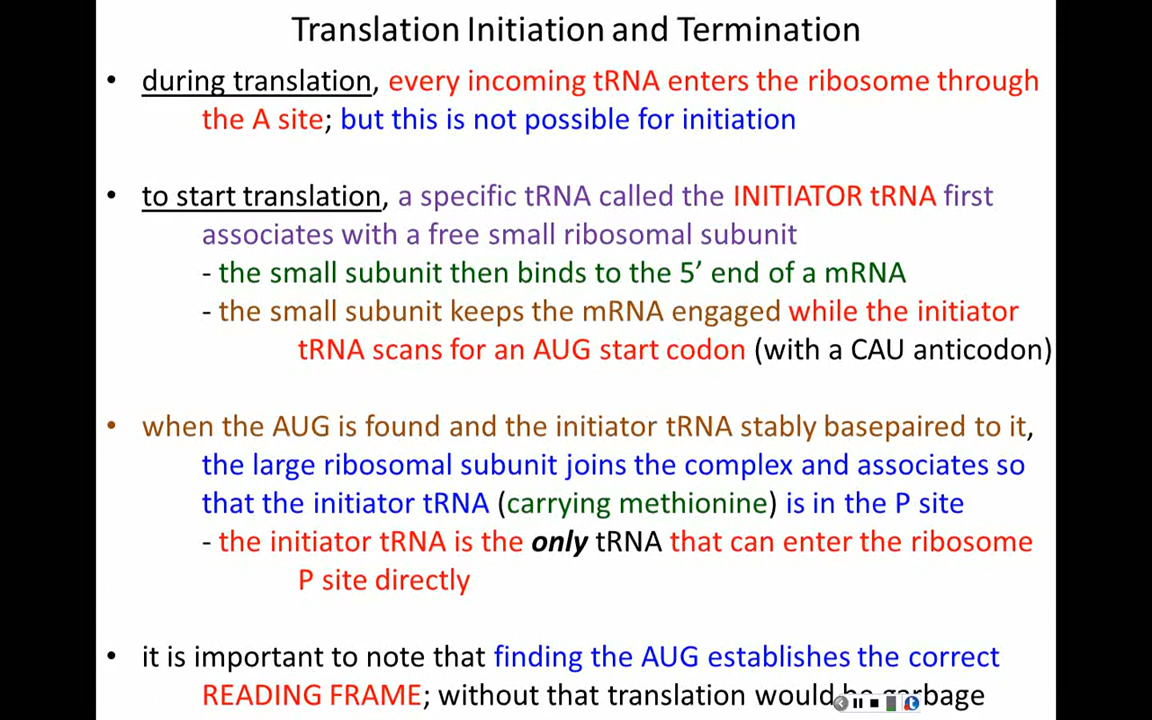 Translation Initiation and Termination
• during translation, every incoming tRNA enters the ribosome through
the A site; but this is not possible for initiation
• to start translation, a specific tRNA called the INITIATOR tRNA first
associates with a free small ribosomal subunit
- the small subunit then binds to the 5’ end of a mRNA
- the small subunit keeps the mRNA engaged while the initiator
tRNA scans for an AUG start codon (with a CAU anticodon)
• when the AUG is found and the initiator tRNA stably basepaired to it,
the large ribosomal subunit joins the complex and associates so
that the initiator tRNA (carrying methionine) is in the P site
- the initiator tRNA is the only tRNA that can enter the ribosome
P site directly
• it is important to note that finding the AUG establishes the correct
READING FRAME; without that translation would be garbage